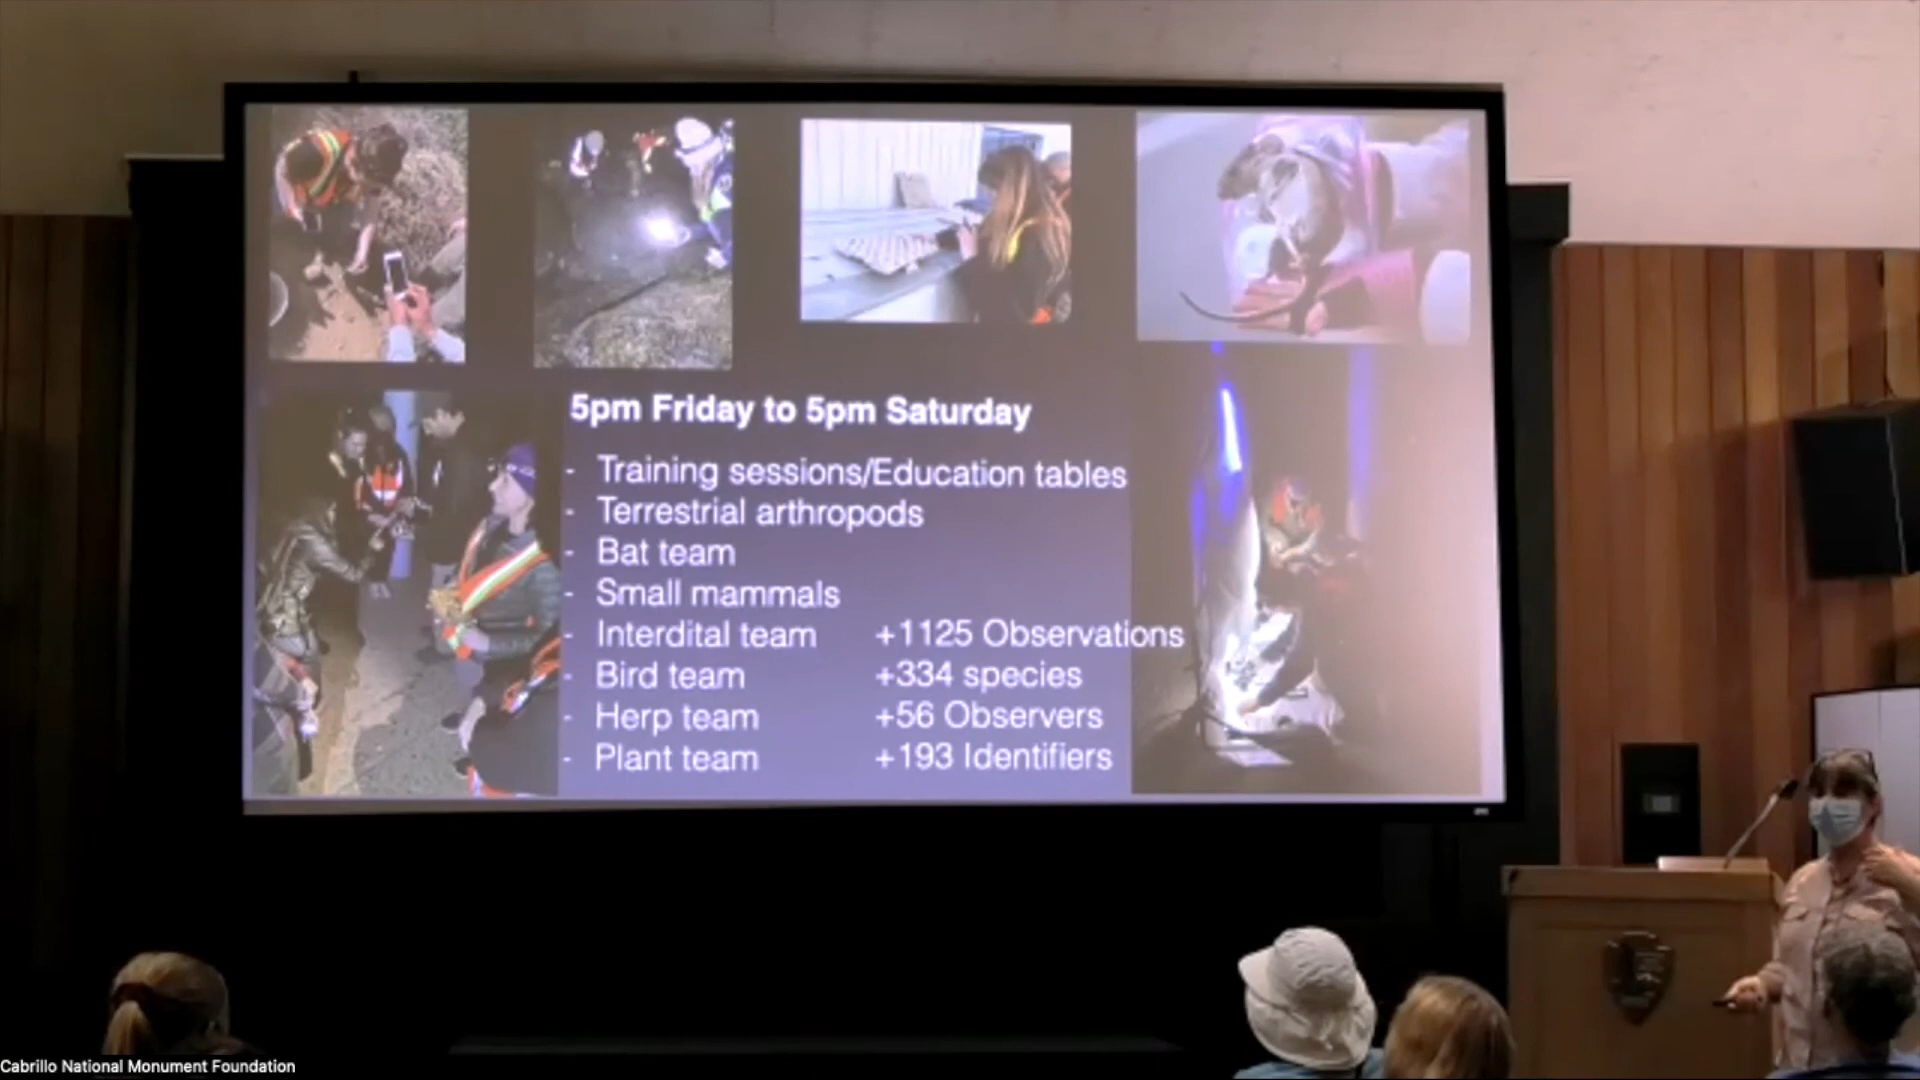 5pm Friday to 5pm Saturday
- Training sessions/Education tables
- Terrestrial arthropods
- Bat team
- Small mammals
- Interdital team +1125 Observations
- Bird team +334 species
- Herp team +56 Observers
- Plant team +193 Identifiers
Cabrillo National Monument Foundation